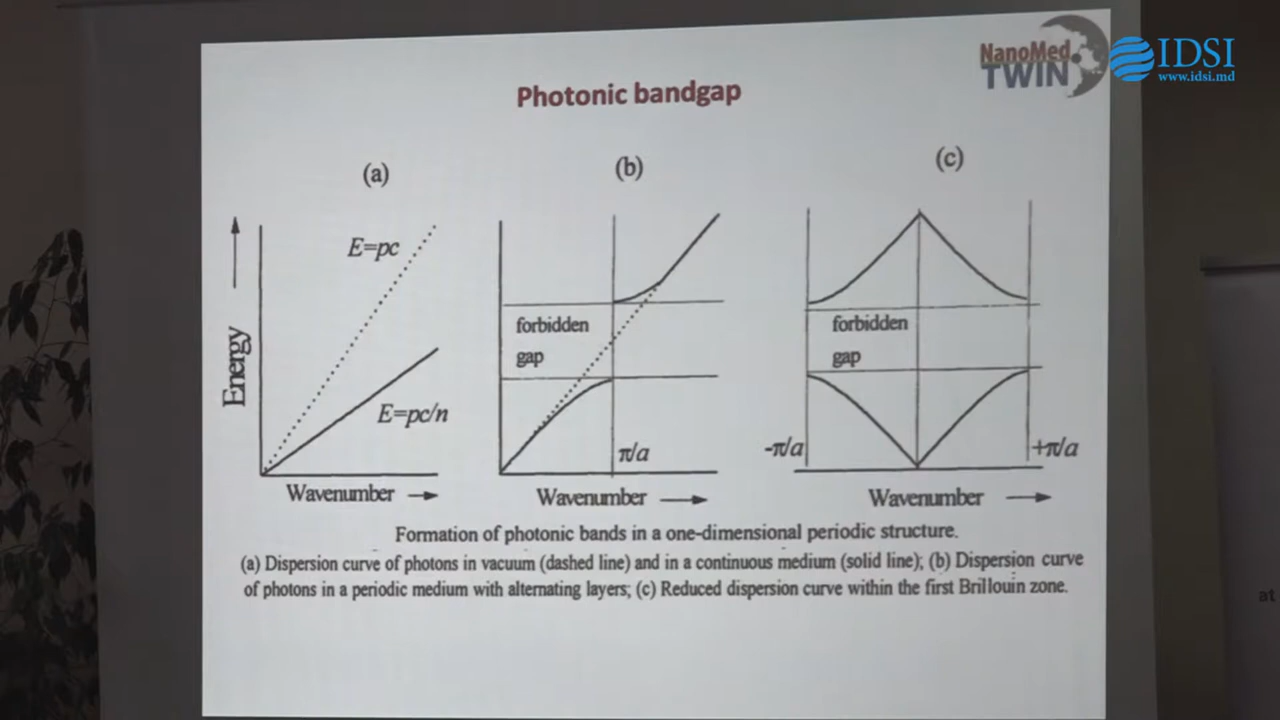 NanoMed
TWIN
IDSI
www.idsi.md
Photonic bandgap
(a)
(b)
(c)
E=pc
E=pc/n
Energy
Wavenumber
forbidden
gap
π/a
Wavenumber
forbidden
gap
-π/a
+π/a
Wavenumber
Formation of photonic bands in a one-dimensional periodic structure.
(a) Dispersion curve of photons in vacuum (dashed line) and in a continuous medium (solid line); (b) Dispersion curve
of photons in a periodic medium with alternating layers; (c) Reduced dispersion curve within the first Brillouin zone.
at